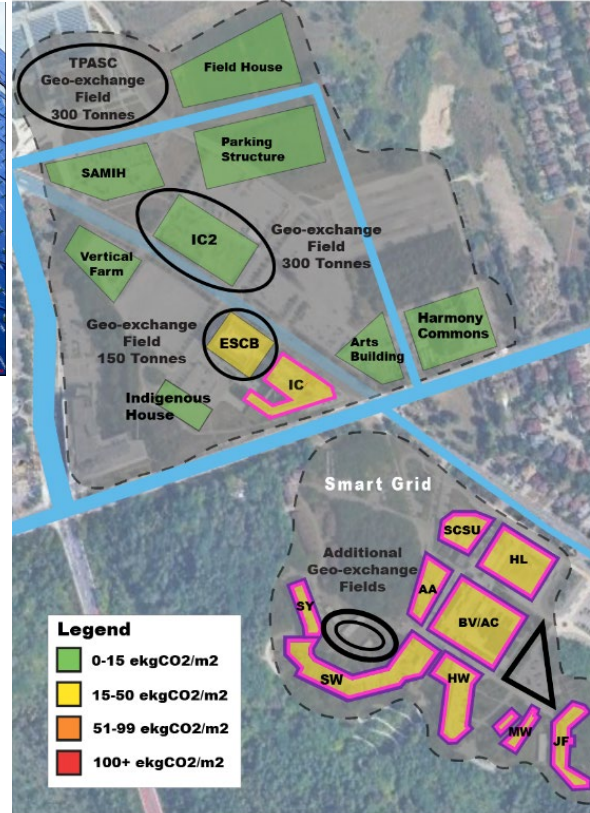 TPASC
Geo-exchange
Field
300 Tonnes
Field House
Parking
Structure
SAMIH
IC2
Geo-exchange
Field
300 Tonnes
Vertical
Farm
Geo-exchange
Field
150 Tonnes
ESCB
Arts
Building
Harmony
Commons
IC
Indigenous
House
Smart Grid
SCSU
HL
Additional
Geo-exchange
Fields
AA
SY
BV/AC
SW
HW
MW
JF
Legend
0-15 ekgCO2/m2
15-50 ekgCO2/m2
51-99 ekgCO2/m2
100+ ekgCO2/m2